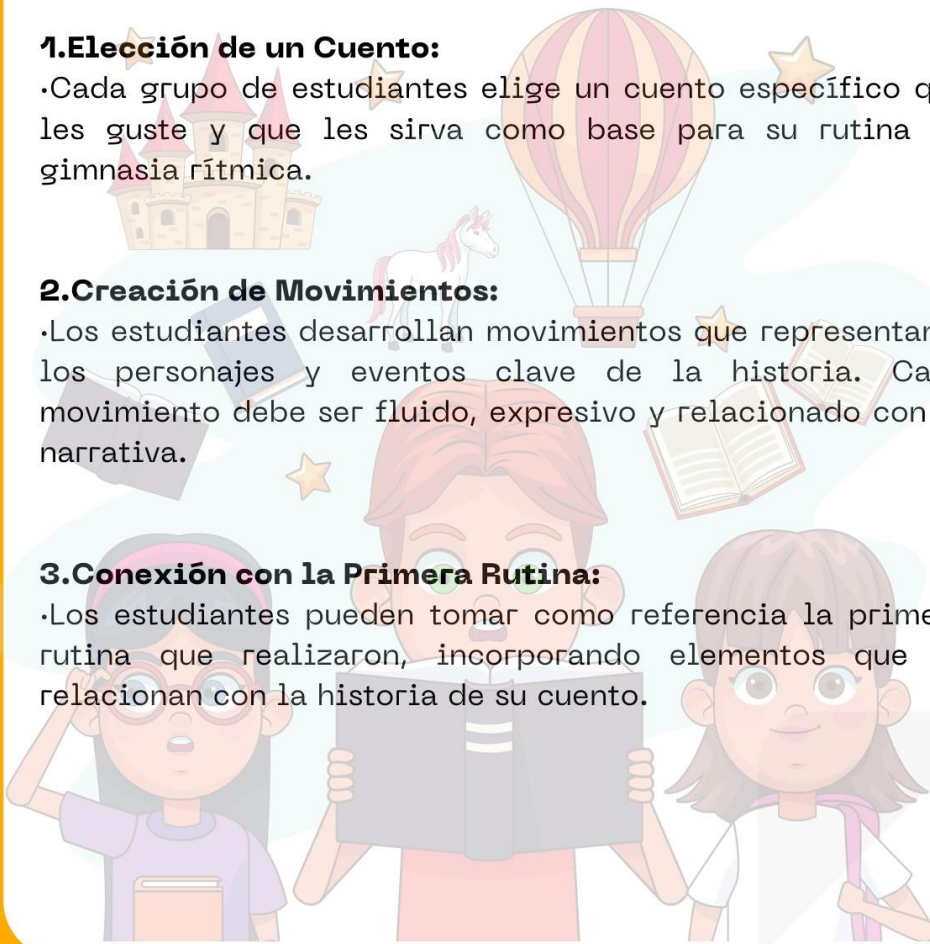 1.Elección de un Cuento:
·Cada grupo de estudiantes elige un cuento específico q
les guste y que les sirva como base para su rutina
gimnasia rítmica.
2.Creación de Movimientos:
·Los estudiantes desarrollan movimientos que representar
los personajes y eventos clave de la historia. Ca
movimiento debe ser fluido, expresivo y relacionado con
narrativa.
3.Conexión con la Primera Rutina:
·Los estudiantes pueden tomar como referencia la prime
rutina que realizaron, incorporando elementos que
relacionan con la historia de su cuento.